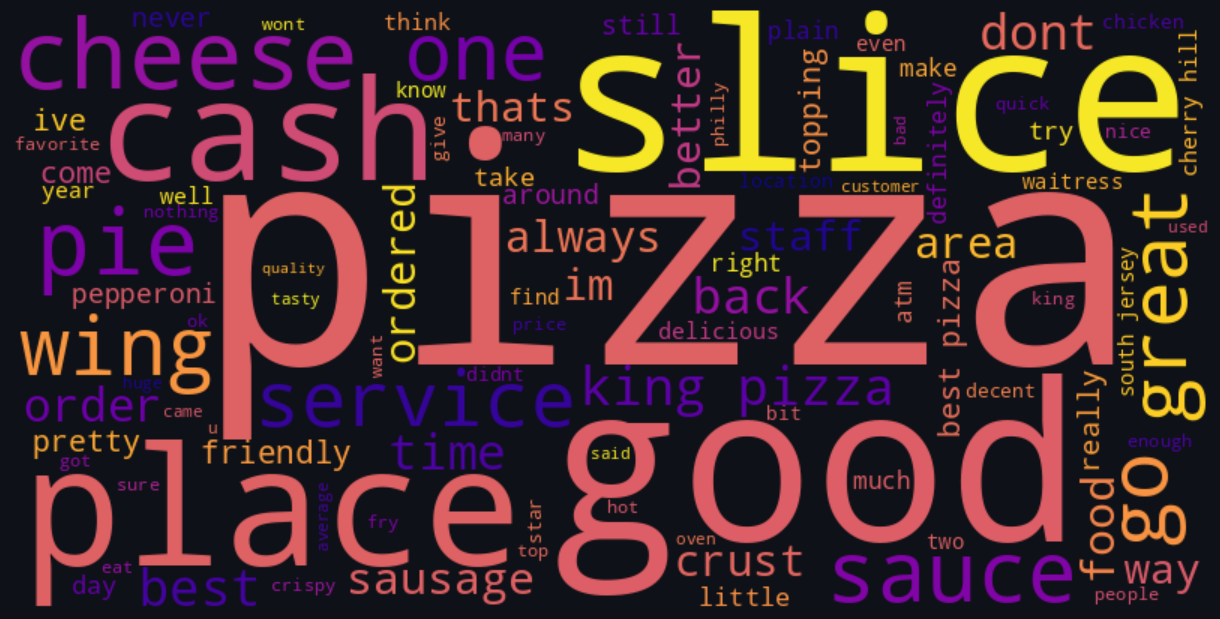 never
wont
think
still
plain
dont
chicken
cheese
one
slice
even
cherry hill
better
topping
make
know
cash
thats
philly
quick
ive
give
many
bad
definitely
try
nice
favorite
come
take
location
customer
waitress
year
well
around
nothing
pizza
great
used
pie
ordered
always
staff
area
right
quality
tasty
find
im
back
atm
best pizza
king
south jersey
pepperoni
ok
price
delicious
wing
want
huge
didnt
king pizza
decent
order
came
service
bit
really
u
pretty
friendly
time
good
enough
got
said
place
much
go
sure
average
fry
hot
star
food
oven
two
top
crust
eat
day
best
crispy
sausage
little
sauce
way
people